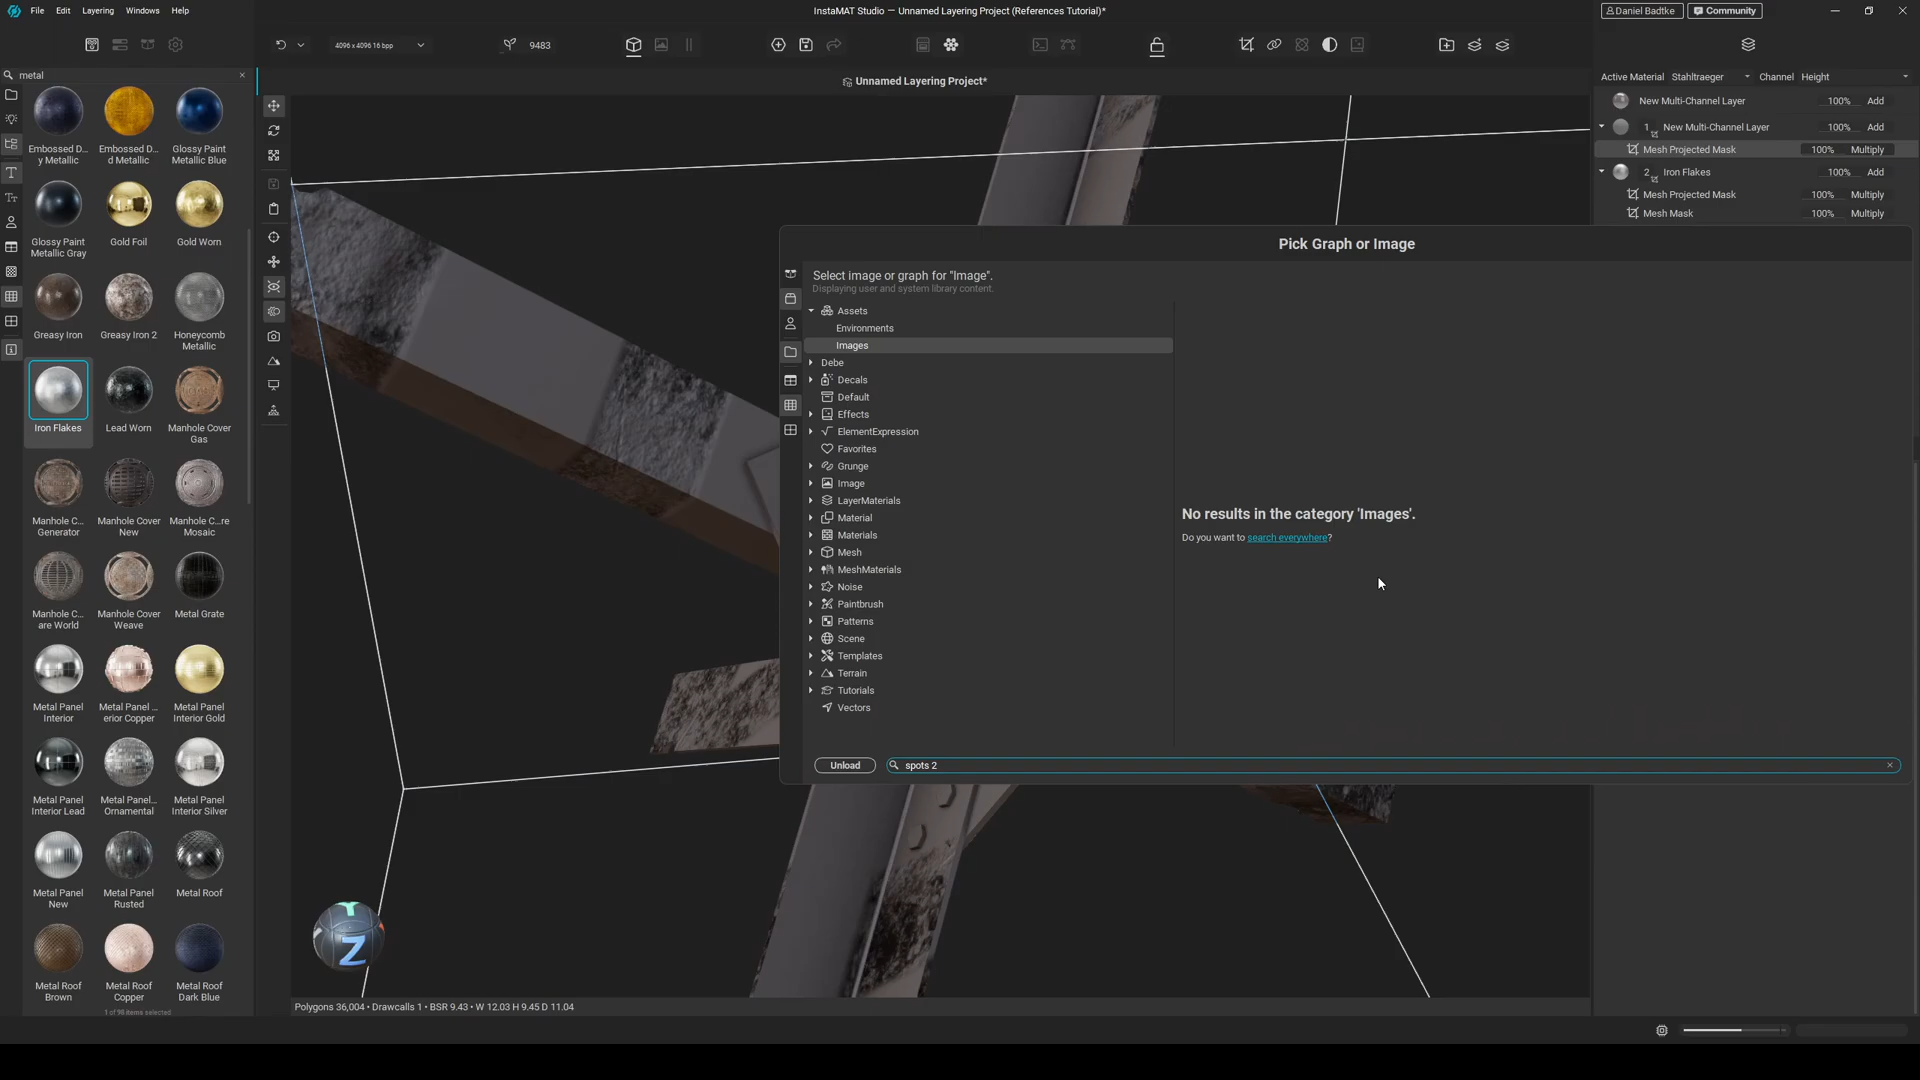 File Edit Layering Windows Help
InstaMAT Studio — Unnamed Layering Project (References Tutorial)*
Daniel Badtke
Community
4096 x 4096 16 bpp
9483
metal
Unnamed Layering Project*
Active Material Stahltraeger Channel Height
New Multi-Channel Layer 100% Add
1 New Multi-Channel Layer 100% Add
Mesh Projected Mask 100% Multiply
2 Iron Flakes 100% Add
Mesh Projected Mask 100% Multiply
Mesh Mask 100% Multiply
Embossed D...y Metallic
Embossed D...d Metallic
Glossy Paint Metallic Blue
Glossy Paint Metallic Gray
Gold Foil
Gold Worn
Greasy Iron
Greasy Iron 2
Honeycomb Metallic
Iron Flakes
Lead Worn
Manhole Cover Gas
Manhole C... Generator
Manhole Cover New
Manhole C...re Mosaic
Manhole C...are World
Manhole Cover Weave
Metal Grate
Metal Panel Interior
Metal Panel ...erior Copper
Metal Panel Interior Gold
Metal Panel Interior Lead
Metal Panel... Ornamental
Metal Panel Interior Silver
Metal Panel New
Metal Panel Rusted
Metal Roof
Metal Roof Brown
Metal Roof Copper
Metal Roof Dark Blue
1 of 98 items selected
Pick Graph or Image
Select image or graph for "Image".
Displaying user and system library content.
Assets
Environments
Images
Debe
Decals
Default
Effects
ElementExpression
Favorites
Grunge
Image
LayerMaterials
Material
Materials
Mesh
MeshMaterials
Noise
Paintbrush
Patterns
Scene
Templates
Terrain
Tutorials
Vectors
No results in the category 'Images'.
Do you want to search everywhere?
Unload
spots 2
Y
Z
Polygons 36,004 • Drawcalls 1 • BSR 9.43 • W 12.03 H 9.45 D 11.04